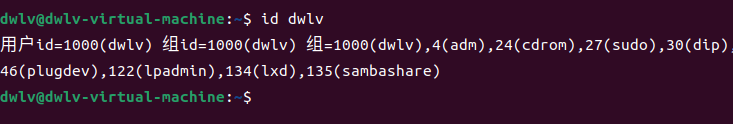 dwlv@dwlv-virtual-machine:~$ id dwlv
用户id=1000(dwlv) 组id=1000(dwlv) 组=1000(dwlv),4(adm),24(cdrom),27(sudo),30(dip),
46(plugdev),122(lpadmin),134(lxd),135(sambashare)
dwlv@dwlv-virtual-machine:~$